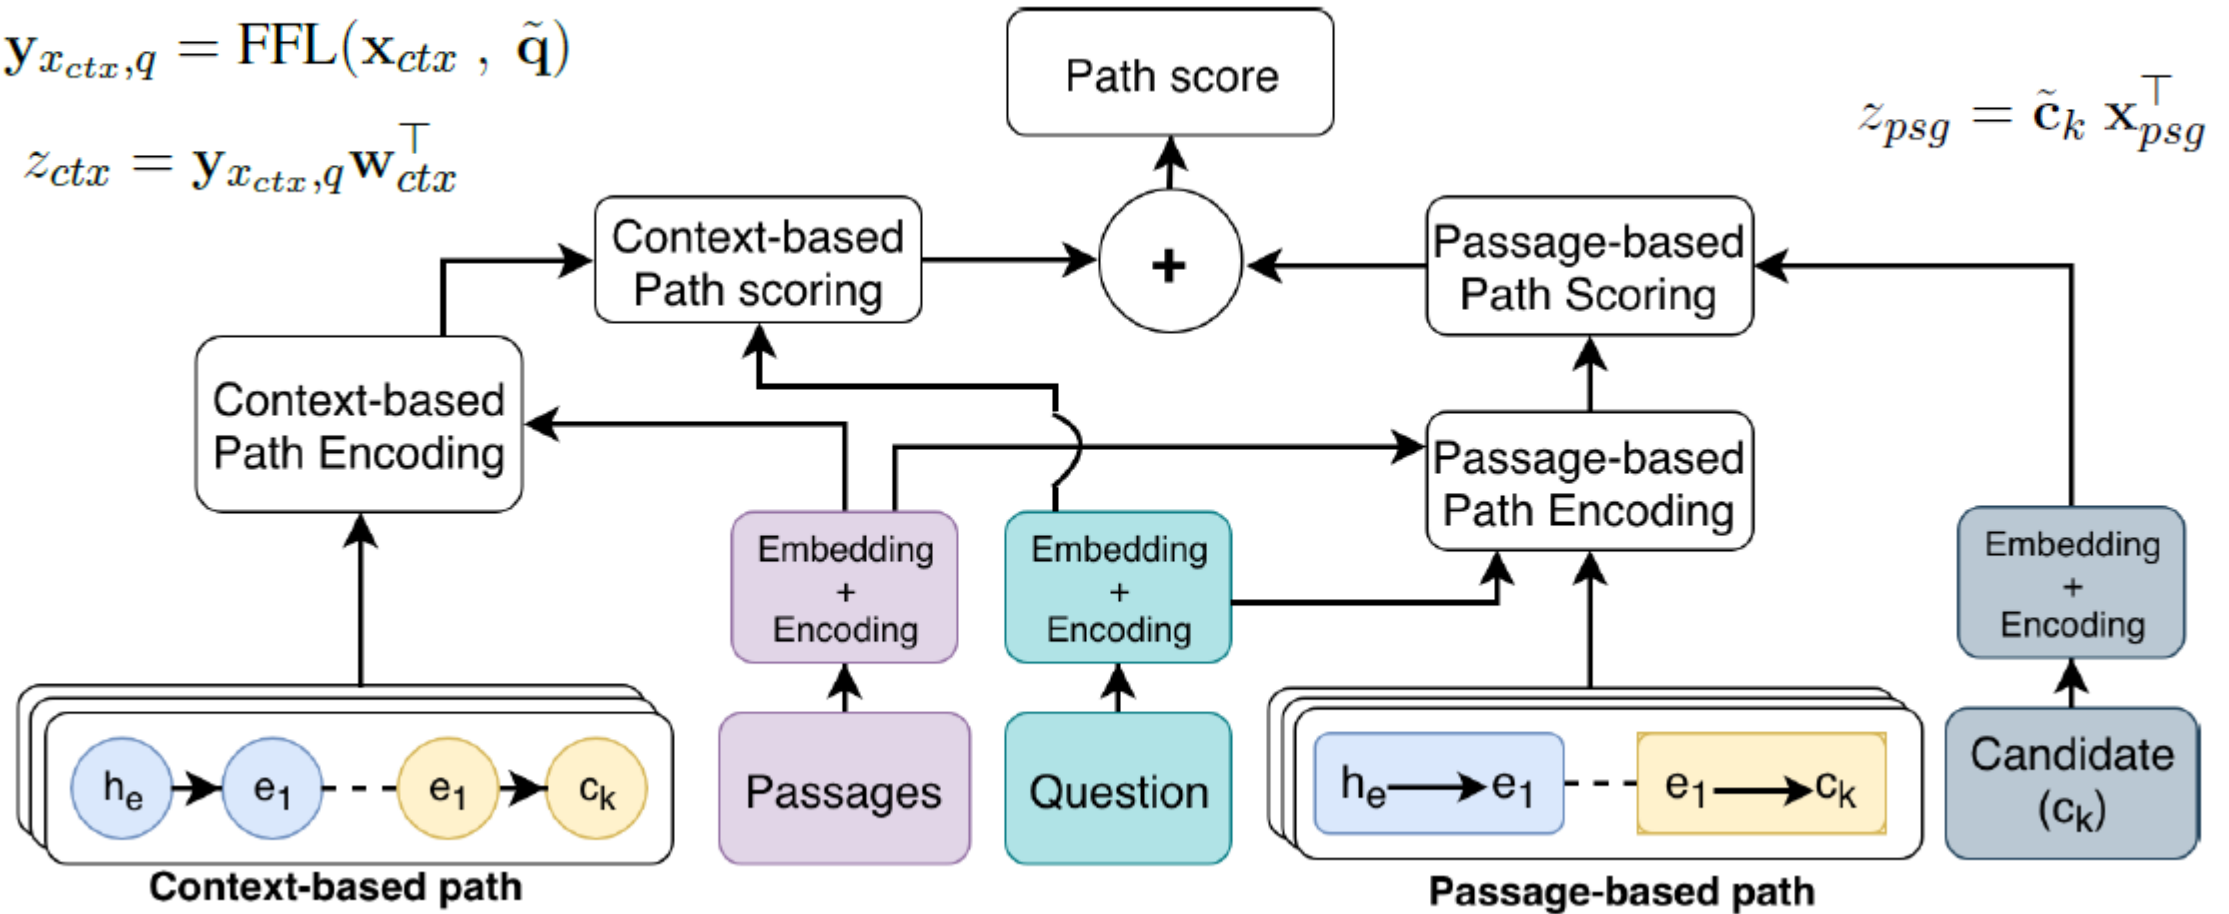 y_{x_{ctx},q} = FFL(x_{ctx} , q̃)
z_{ctx} = y_{x_{ctx},q} w_{ctx}^⊤
Path score
z_{psg} = c̃_k x_{psg}^⊤
Context-based
Path scoring
+
Passage-based
Path Scoring
Context-based
Path Encoding
Passage-based
Path Encoding
Embedding
+
Encoding
Embedding
+
Encoding
Embedding
+
Encoding
h_e e_1 e_1 c_k
Passages
Question
h_e e_1 e_1 c_k
Candidate
(c_k)
Context-based path
Passage-based path